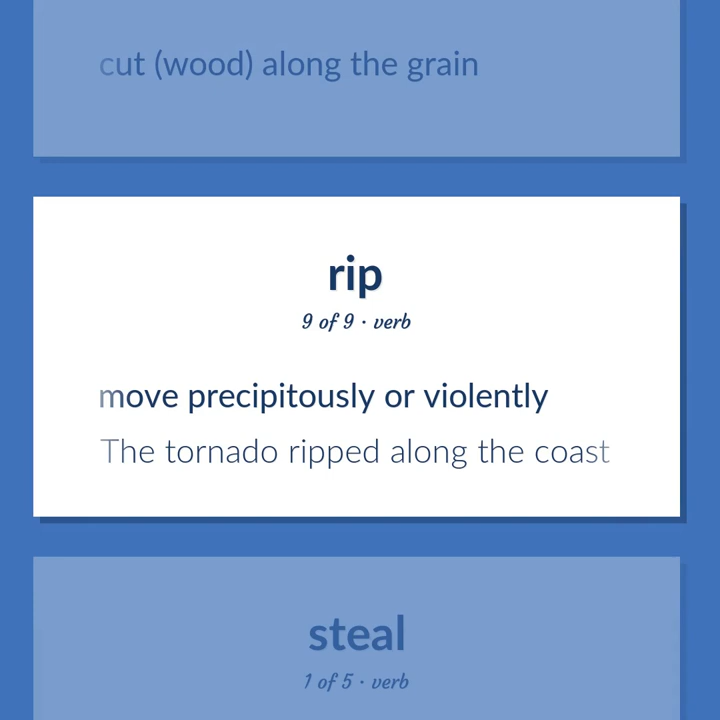 cut (wood) along the grain
rip
9 of 9 · verb
move precipitously or violently
The tornado ripped along the coast
steal
1 of 5 · verb